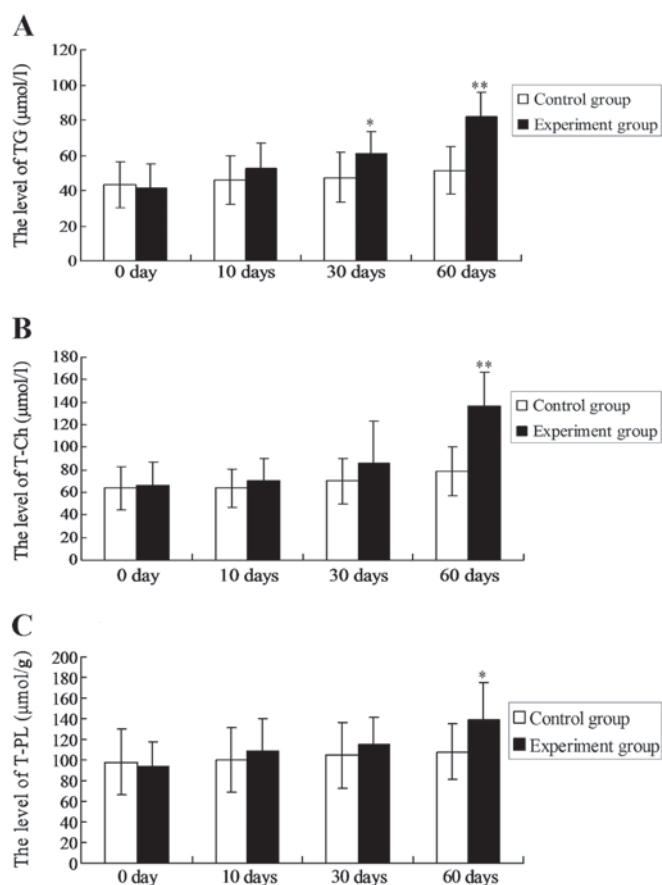 A
The level of TG (μmol/l)
120
100
80
60
40
20
0
*
**
0 day 10 days 30 days 60 days
Control group
Experiment group
B
The level of T-Ch (μmol/l)
180
160
140
120
100
80
60
40
20
0
**
0 day 10 days 30 days 60 days
Control group
Experiment group
C
The level of T-PL (μmol/g)
200
180
160
140
120
100
80
60
40
20
0
*
0 day 10 days 30 days 60 days
Control group
Experiment group